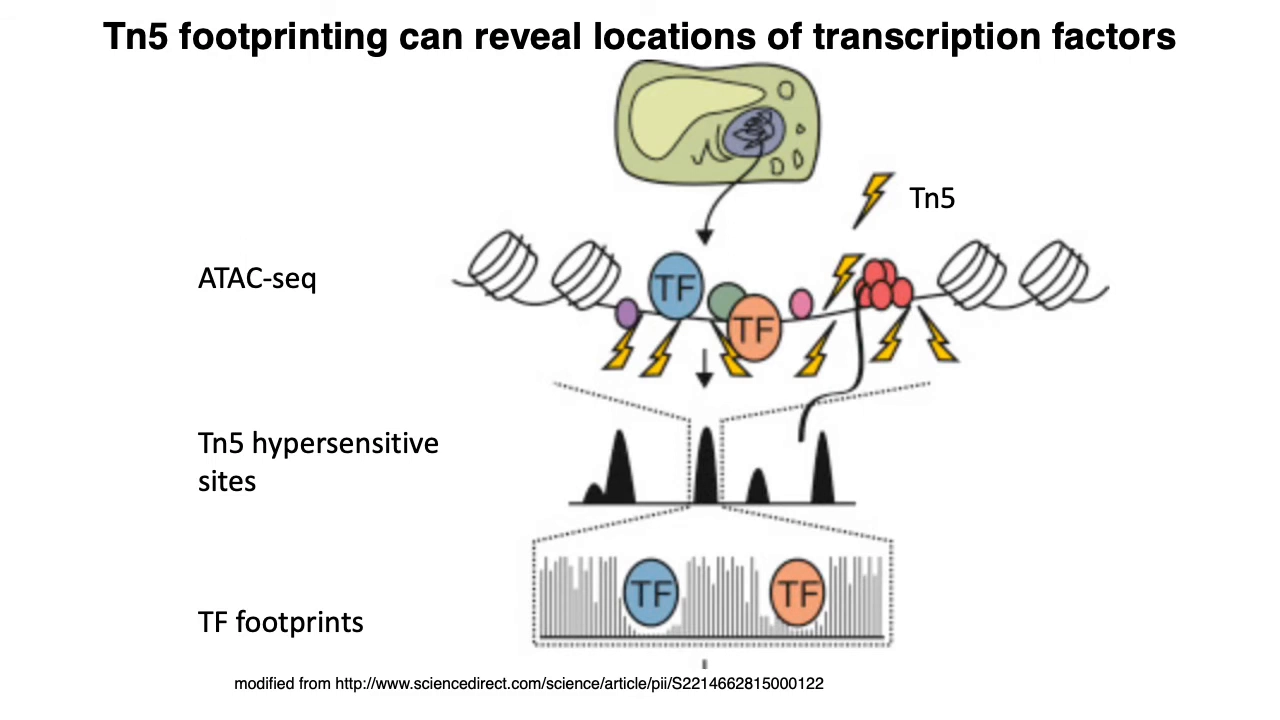 Tn5 footprinting can reveal locations of transcription factors
Tn5
ATAC-seq
TF
TF
Tn5 hypersensitive
sites
TF
TF
TF footprints
modified from http://www.sciencedirect.com/science/article/pii/S2214662815000122